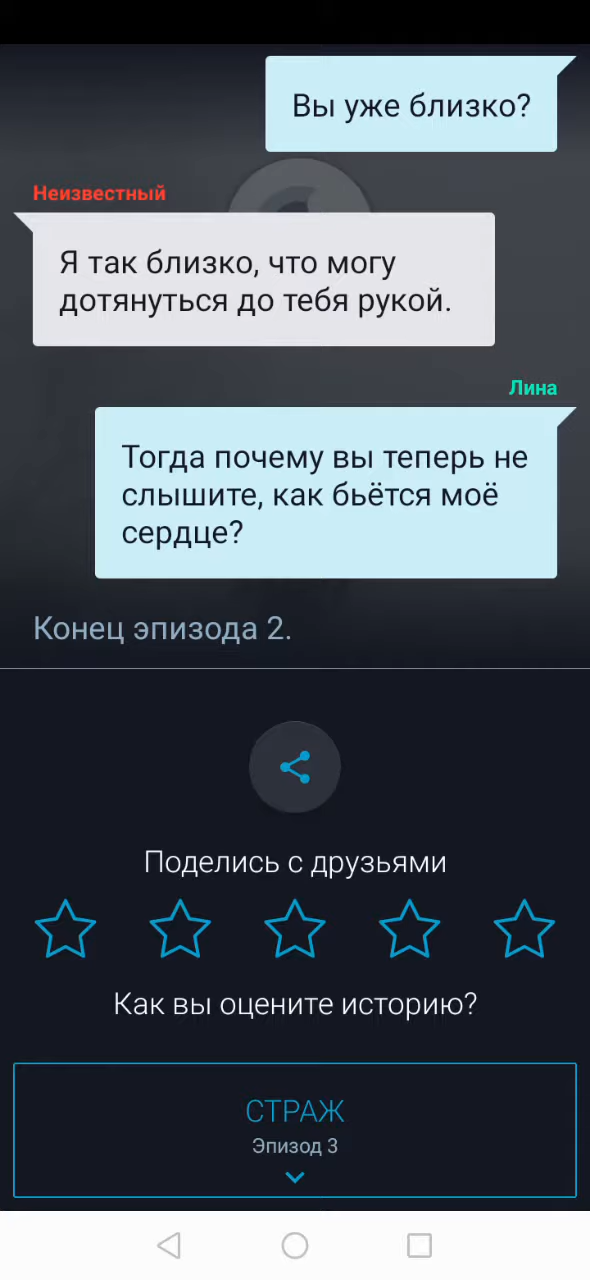 Вы уже близко?
Неизвестный
Я так близко, что могу
дотянуться до тебя рукой.
Лина
Тогда почему вы теперь не
слышите, как бьётся моё
сердце?
Конец эпизода 2.
Поделись с друзьями
Как вы оцените историю?
СТРАЖ
Эпизод 3